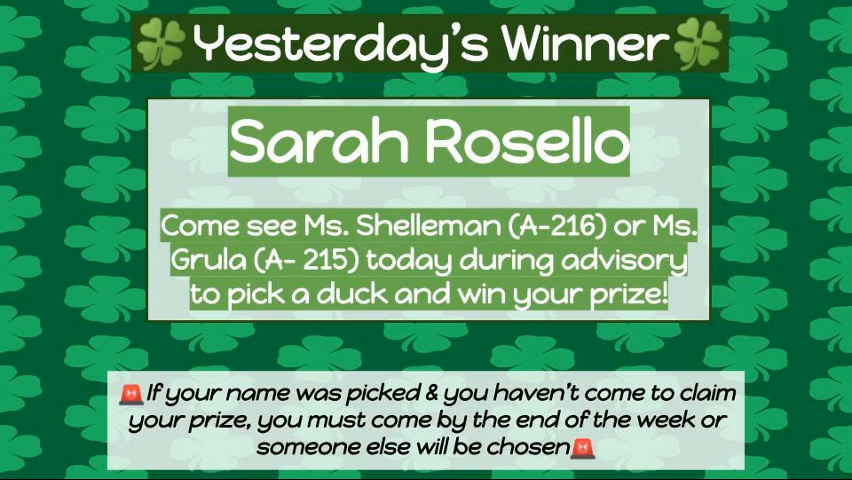 Yesterday's Winner
Sarah Rosello
Come see Ms. Shelleman (A-216) or Ms.
Grula (A- 215) today during advisory
to pick a duck and win your prize!
If your name was picked & you haven't come to claim
your prize, you must come by the end of the week or
someone else will be chosen